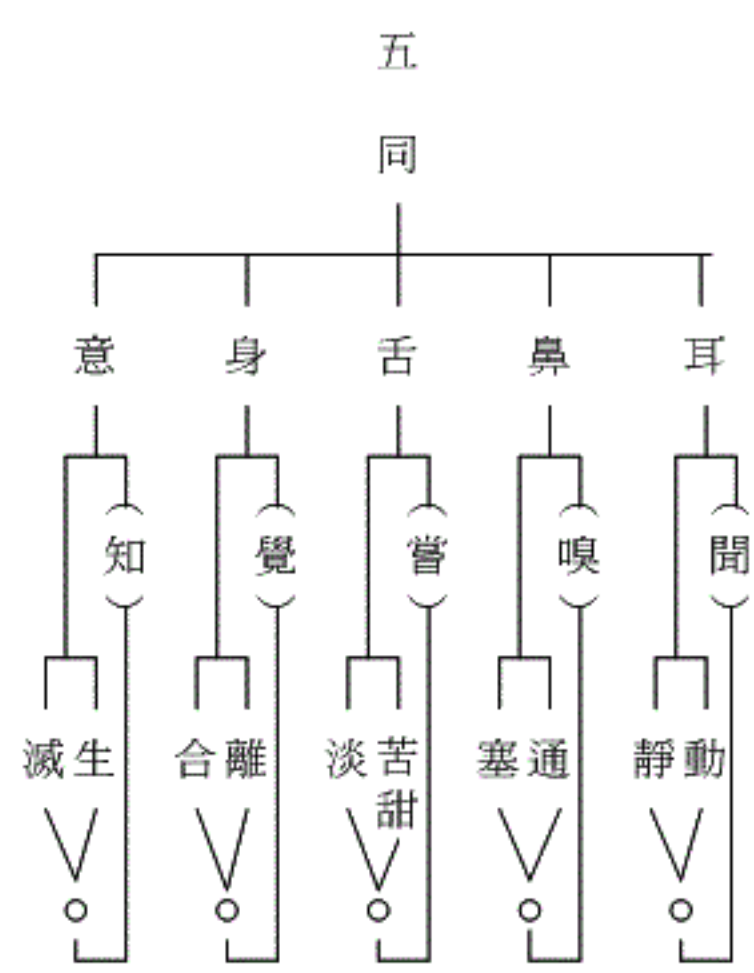 五同
耳
鼻
舌
身
意
(聞)
(嗅)
(嘗)
(覺)
(知)
動
靜
通
塞
苦甜
淡
離
合
生
滅